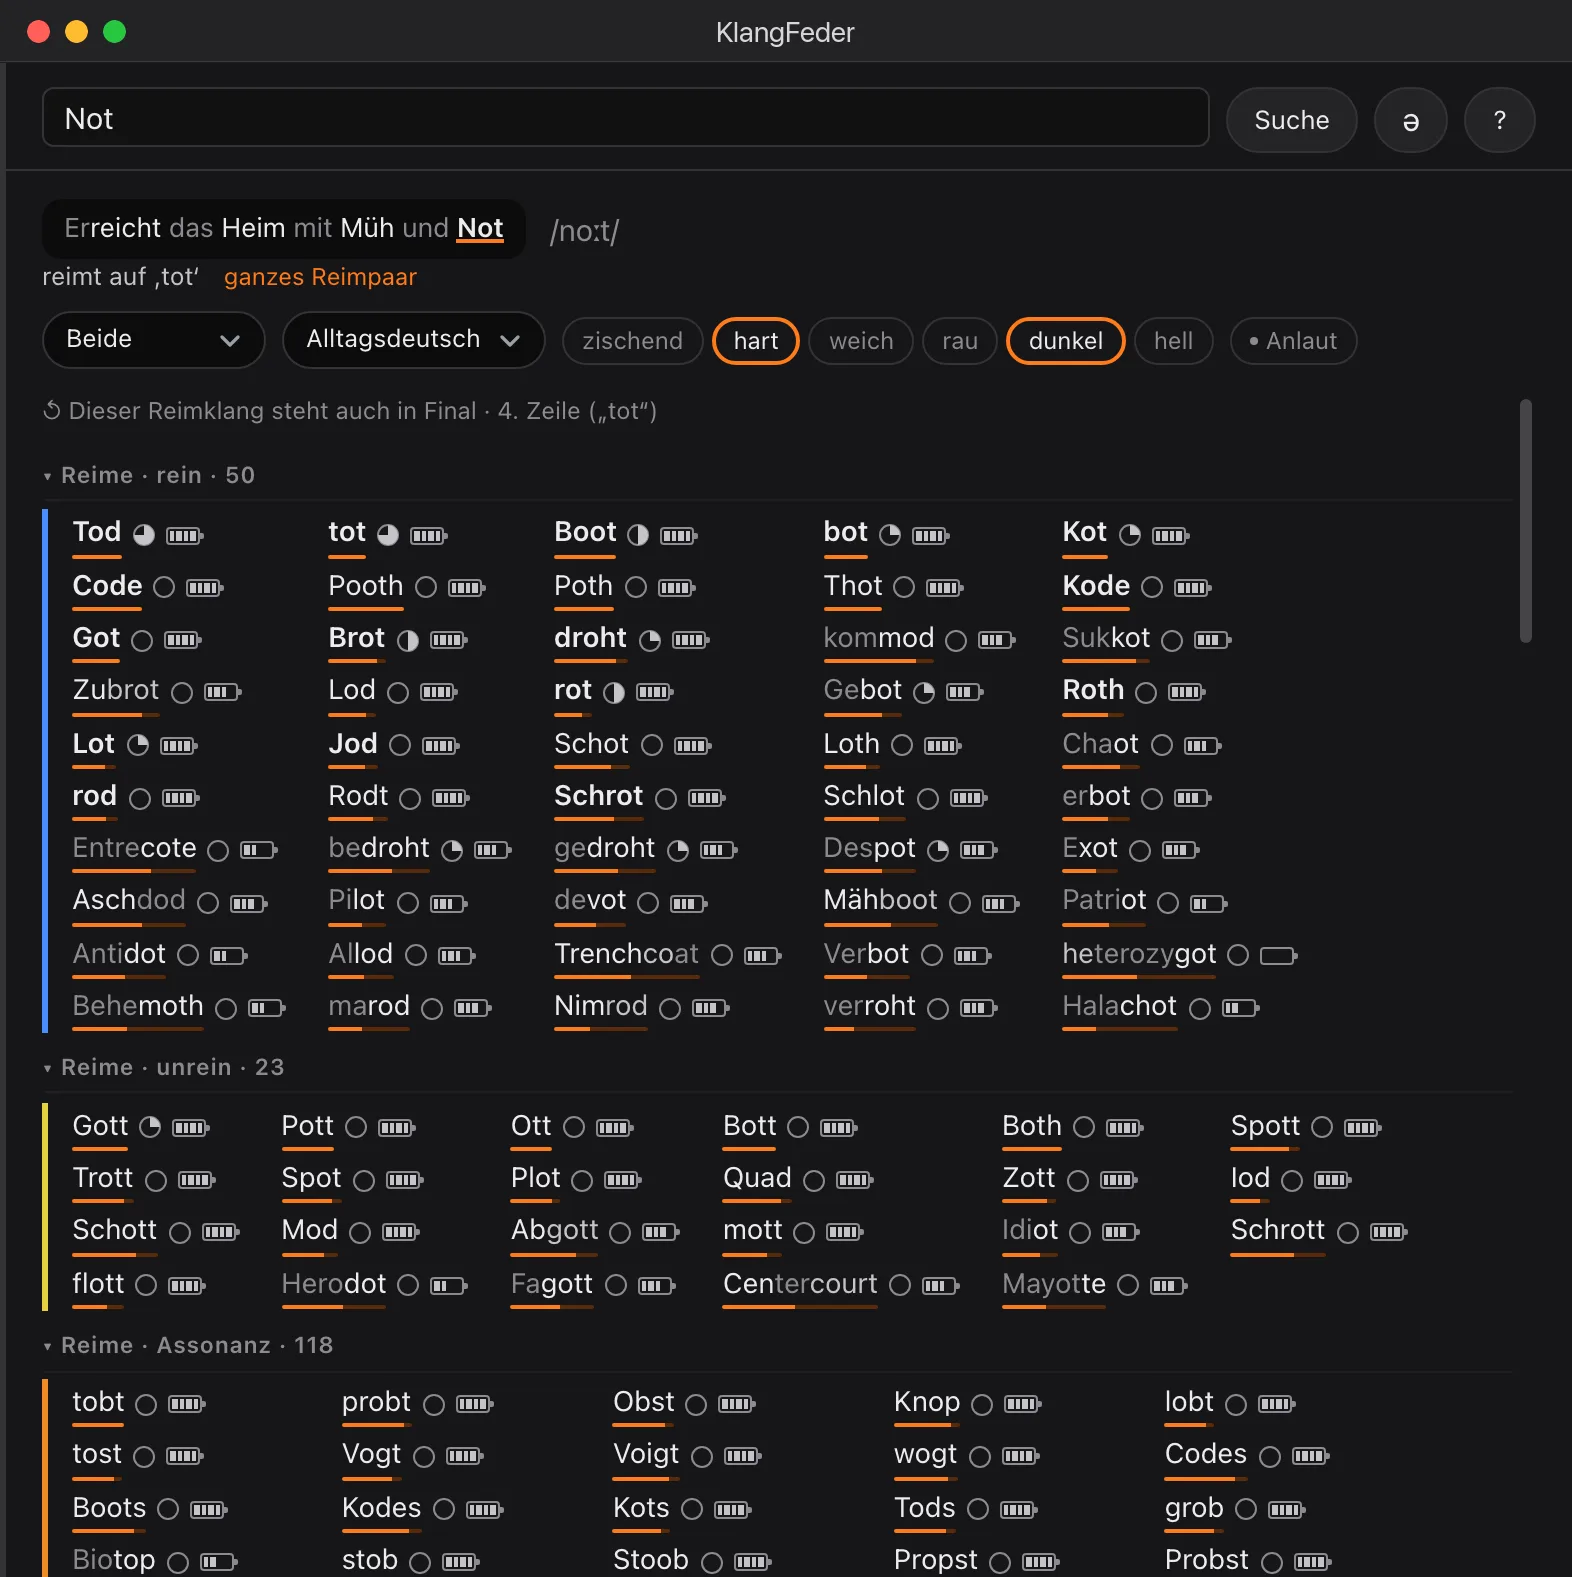 KlangFeder
Not Suche ə ?
Erreicht das Heim mit Müh und Not /noːt/
reimt auf ‚tot‘ ganzes Reimpaar
Beide Alltagsdeutsch zischend hart weich rau dunkel hell • Anlaut
Dieser Reimklang steht auch in Final · 4. Zeile („tot“)
Reime · rein · 50
Tod tot Boot bot Kot
Code Pooth Poth Thot Kode
Got Brot droht kommod Sukkot
Zubrot Lod rot Gebot Roth
Lot Jod Schot Loth Chaot
rod Rodt Schrot Schlot erbot
Entrecote bedroht gedroht Despot Exot
Aschdod Pilot devot Mähboot Patriot
Antidot Allod Trenchcoat Verbot heterozygot
Behemoth marod Nimrod verroht Halachot
Reime · unrein · 23
Gott Pott Ott Bott Both Spott
Trott Spot Plot Quad Zott Iod
Schott Mod Abgott mott Idiot Schrott
flott Herodot Fagott Centercourt Mayotte
Reime · Assonanz · 118
tobt probt Obst Knop lobt
tost Vogt Voigt wogt Codes
Boots Kodes Kots Tods grob
Biotop stob Stoob Propst Probst